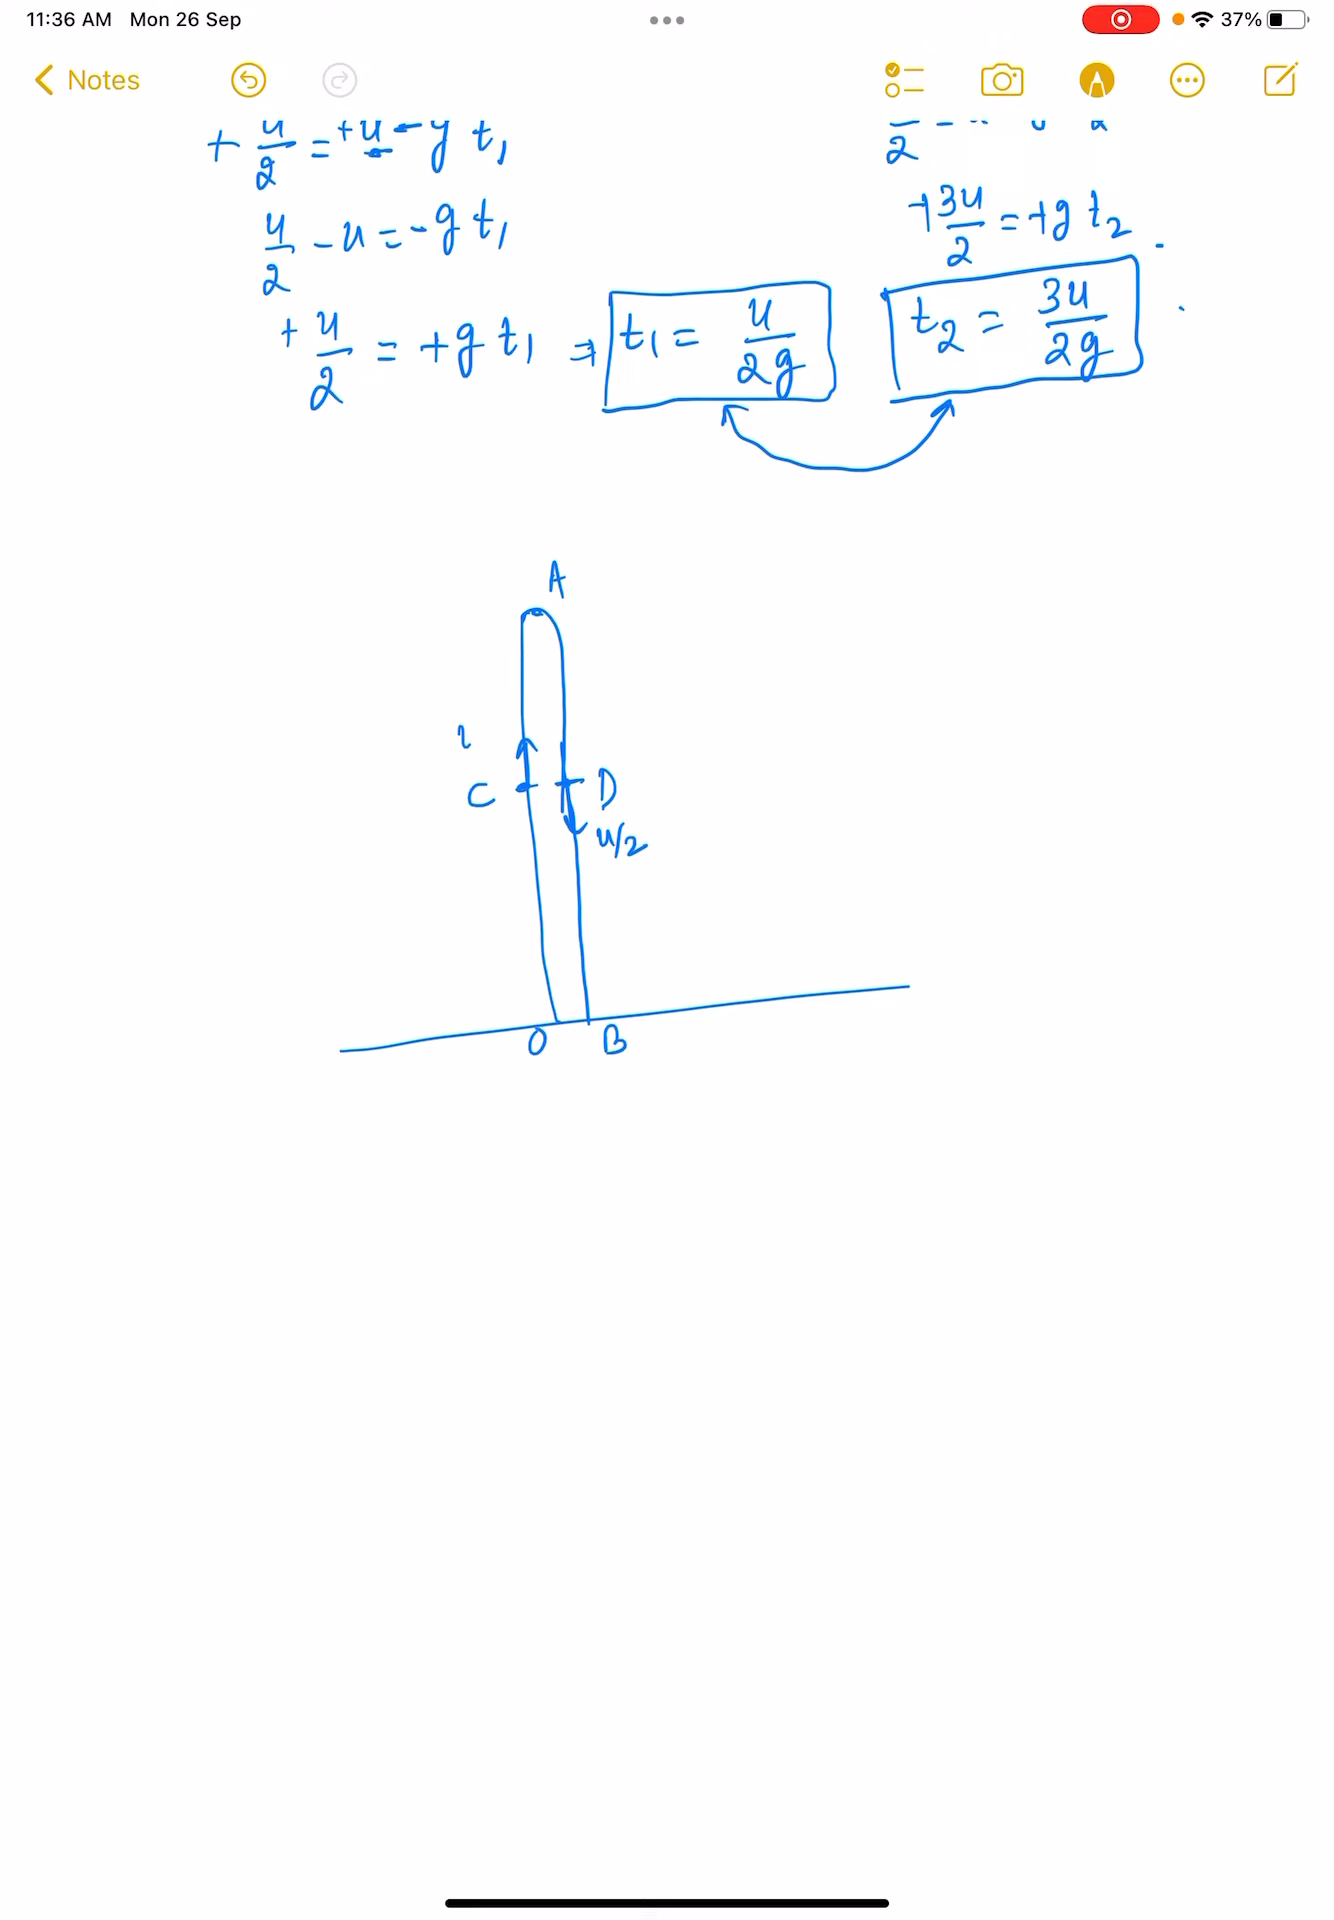 11:36 AM Mon 26 Sep
37%
Notes
+ u/2 = +u - g t₁
u/2 - u = -g t₁
+ u/2 = +g t₁ ⇒ t₁ = u/2g
+3u/2 = +g t₂
t₂ = 3u/2g
A
C
D
u/2
O B